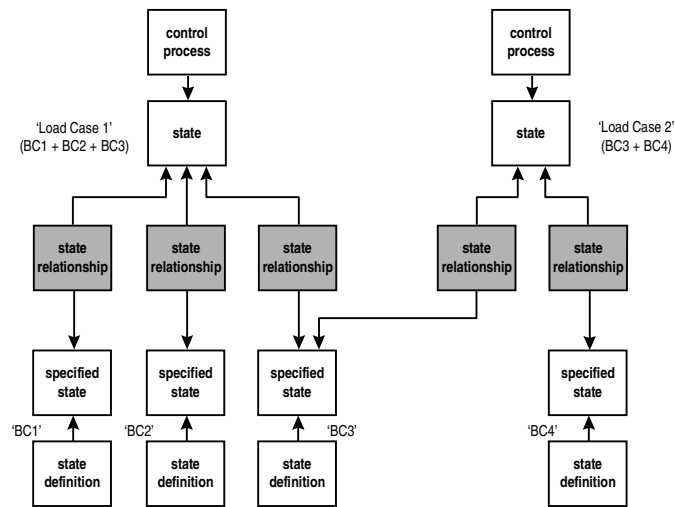 control
process
control
process
'Load Case 1'
(BC1 + BC2 + BC3)
state
state
'Load Case 2'
(BC3 + BC4)
state
relationship
state
relationship
state
relationship
state
relationship
state
relationship
specified
state
specified
state
specified
state
specified
state
'BC1'
'BC2'
'BC3'
'BC4'
state
definition
state
definition
state
definition
state
definition